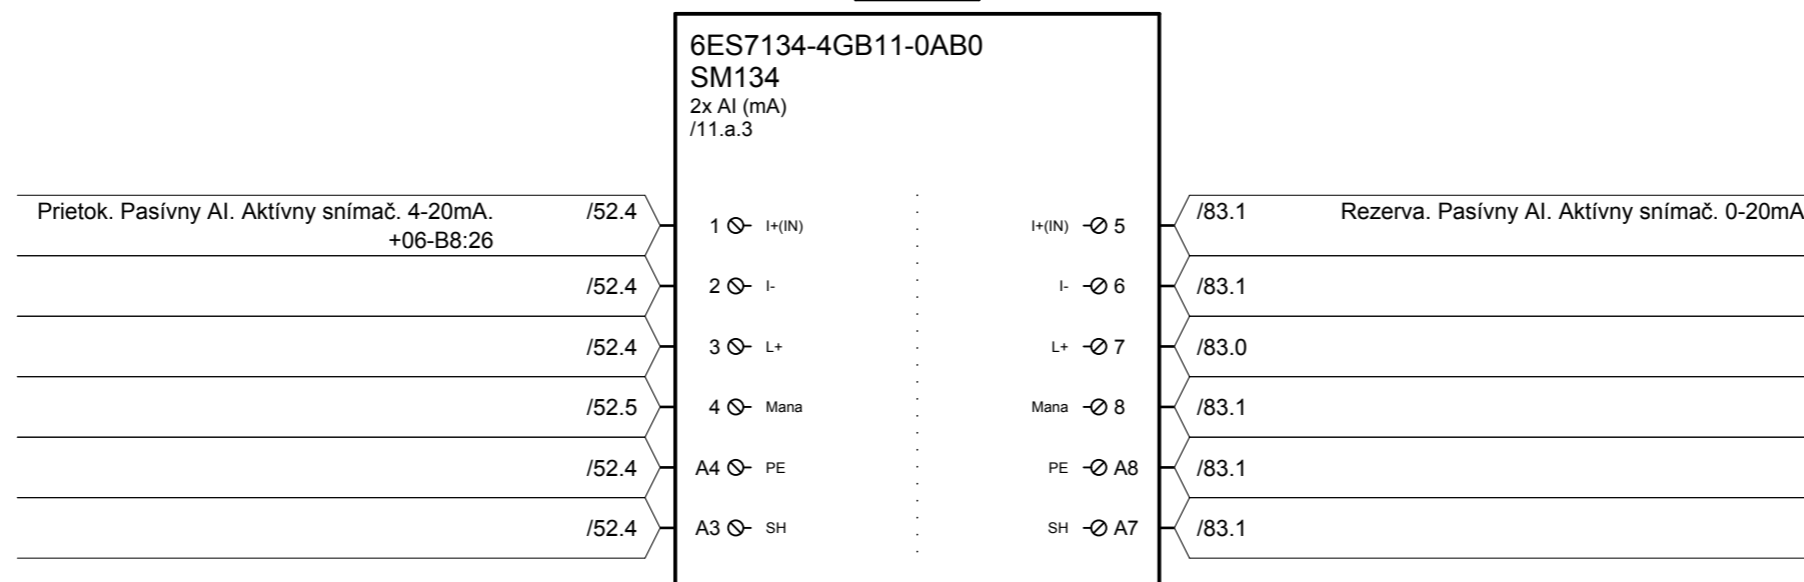 6ES7134-4GB11-0AB0
SM134
2x AI (mA)
/11.a.3
Prietok. Pasívny AI. Aktívny snímač. 4-20mA. /52.4 1 I+(IN) I+(IN) 5 /83.1 Rezerva. Pasívny AI. Aktívny snímač. 0-20mA
+06-B8:26
/52.4 2 I- I- 6 /83.1
/52.4 3 L+ L+ 7 /83.0
/52.5 4 Mana Mana 8 /83.1
/52.4 A4 PE PE A8 /83.1
/52.4 A3 SH SH A7 /83.1